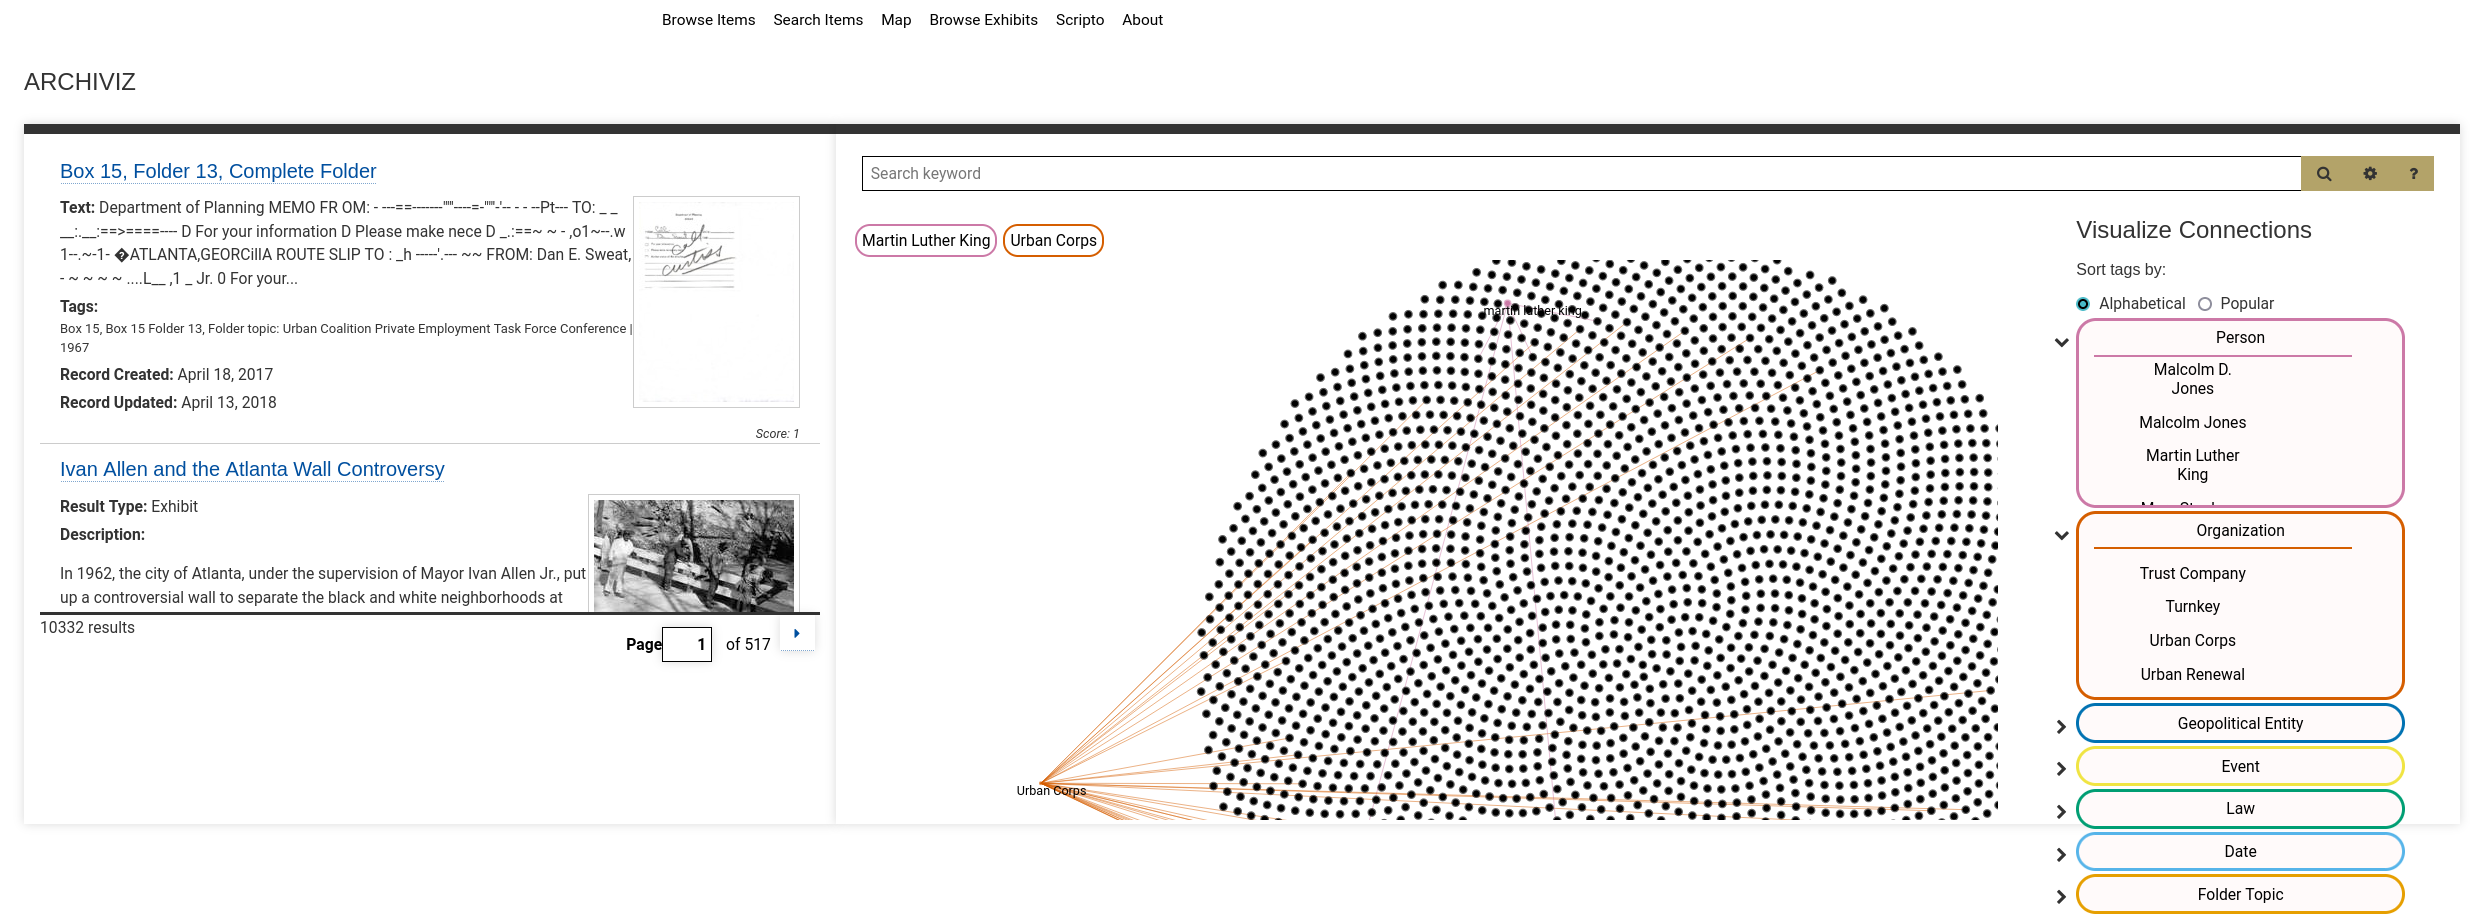 Browse Items Search Items Map Browse Exhibits Scripto About
ARCHIVIZ
Box 15, Folder 13, Complete Folder
Text: Department of Planning MEMO FR OM: - ---==-------""'----=-""'-'-- - - --Pt--- TO: _ _
__:.__:==>====---- D For your information D Please make nece D _.:==~ ~ - ,o1~--.w
1--.~-1- �ATLANTA,GEORCillA ROUTE SLIP TO : _h -----'.--- ~~ FROM: Dan E. Sweat,
- ~ ~ ~ ~ ....L__ ,1 _ Jr. 0 For your...
Tags:
Box 15, Box 15 Folder 13, Folder topic: Urban Coalition Private Employment Task Force Conference |
1967
Record Created: April 18, 2017
Record Updated: April 13, 2018
call
curtiss
Score: 1
Ivan Allen and the Atlanta Wall Controversy
Result Type: Exhibit
Description:
In 1962, the city of Atlanta, under the supervision of Mayor Ivan Allen Jr., put
up a controversial wall to separate the black and white neighborhoods at
10332 results
Page 1 of 517
Search keyword
?
Martin Luther King Urban Corps
martin luther king
Urban Corps
Visualize Connections
Sort tags by:
Alphabetical Popular
Person
Malcolm D.
Jones
Malcolm Jones
Martin Luther
King
Organization
Trust Company
Turnkey
Urban Corps
Urban Renewal
Geopolitical Entity
Event
Law
Date
Folder Topic